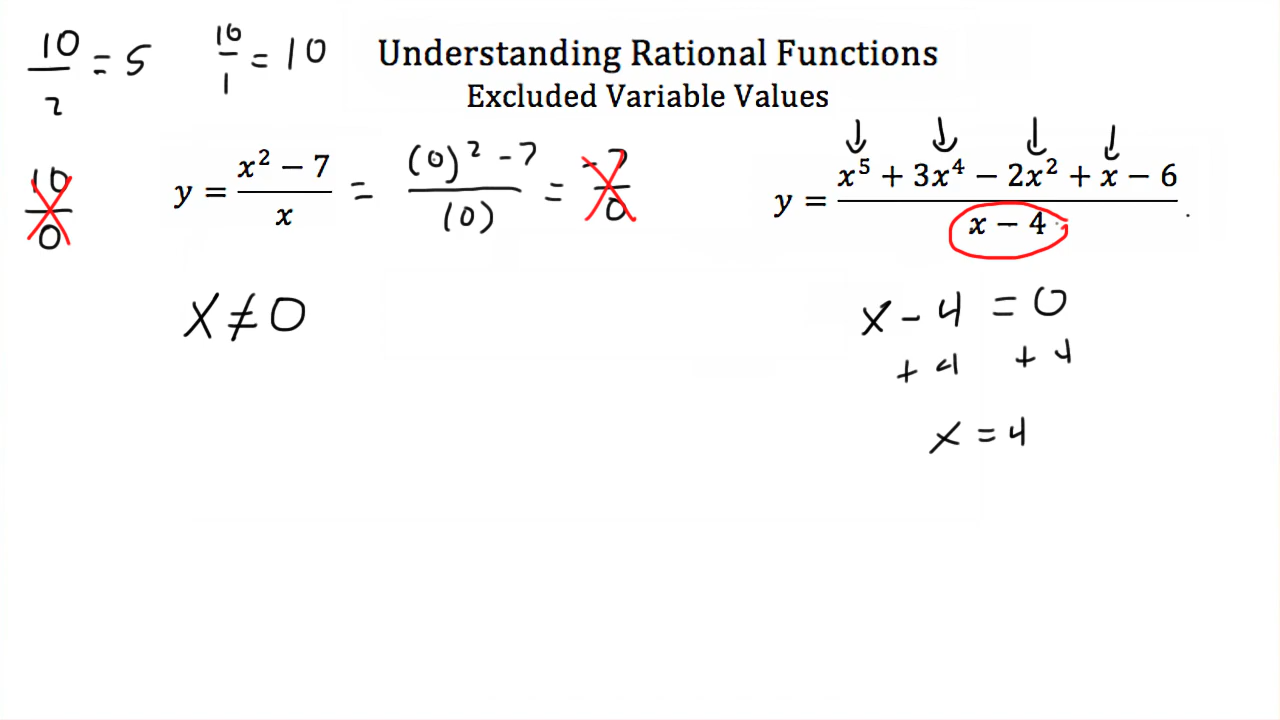 10/2 = 5
10/1 = 10
Understanding Rational Functions
Excluded Variable Values
10/0
y = (x² − 7)/x = ((0)² − 7)/(0) = −7/0
x ≠ 0
y = (x⁵ + 3x⁴ − 2x² + x − 6)/(x − 4)
x − 4 = 0
+ 4 + 4
x = 4